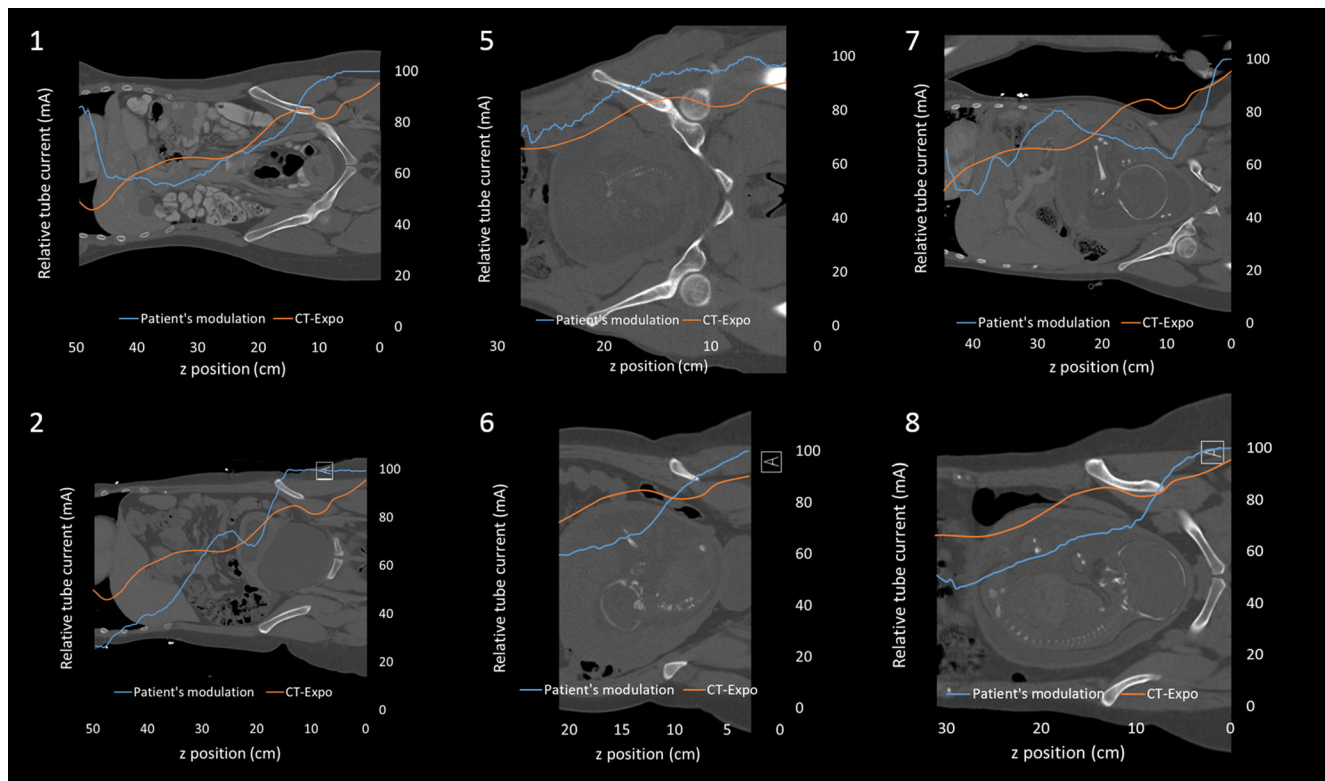 1
Relative tube current (mA)
100
80
60
40
20
0
Patient's modulation CT-Expo
50 40 30 20 10 0
z position (cm)
5
Relative tube current (mA)
100
80
60
40
20
0
Patient's modulation CT-Expo
30 20 10 0
z position (cm)
7
Relative tube current (mA)
100
80
60
40
20
0
Patient's modulation CT-Expo
40 30 20 10 0
z position (cm)
2
Relative tube current (mA)
A
100
80
60
40
20
0
Patient's modulation CT-Expo
50 40 30 20 10 0
z position (cm)
6
Relative tube current (mA)
A
100
80
60
40
20
0
Patient's modulation CT-Expo
20 15 10 5
z position (cm)
8
Relative tube current (mA)
A
100
80
60
40
20
0
Patient's modulation CT-Expo
30 20 10 0
z position (cm)